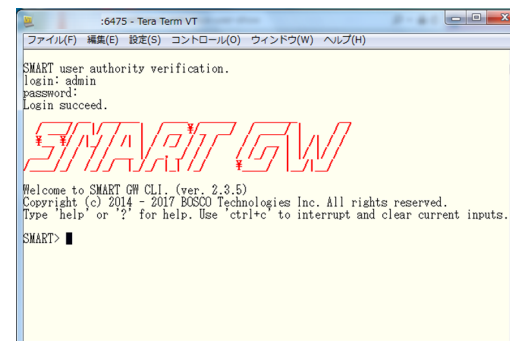 :6475 - Tera Term VT
ファイル(F) 編集(E) 設定(S) コントロール(O) ウィンドウ(W) ヘルプ(H)
SMART user authority verification.
login: admin
password:
Login succeed.
SMART GW
Welcome to SMART GW CLI. (ver. 2.3.5)
Copyright (c) 2014 - 2017 BOSCO Technologies Inc. All rights reserved.
Type 'help' or '?' for help. Use 'ctrl+c' to interrupt and clear current inputs.
SMART>